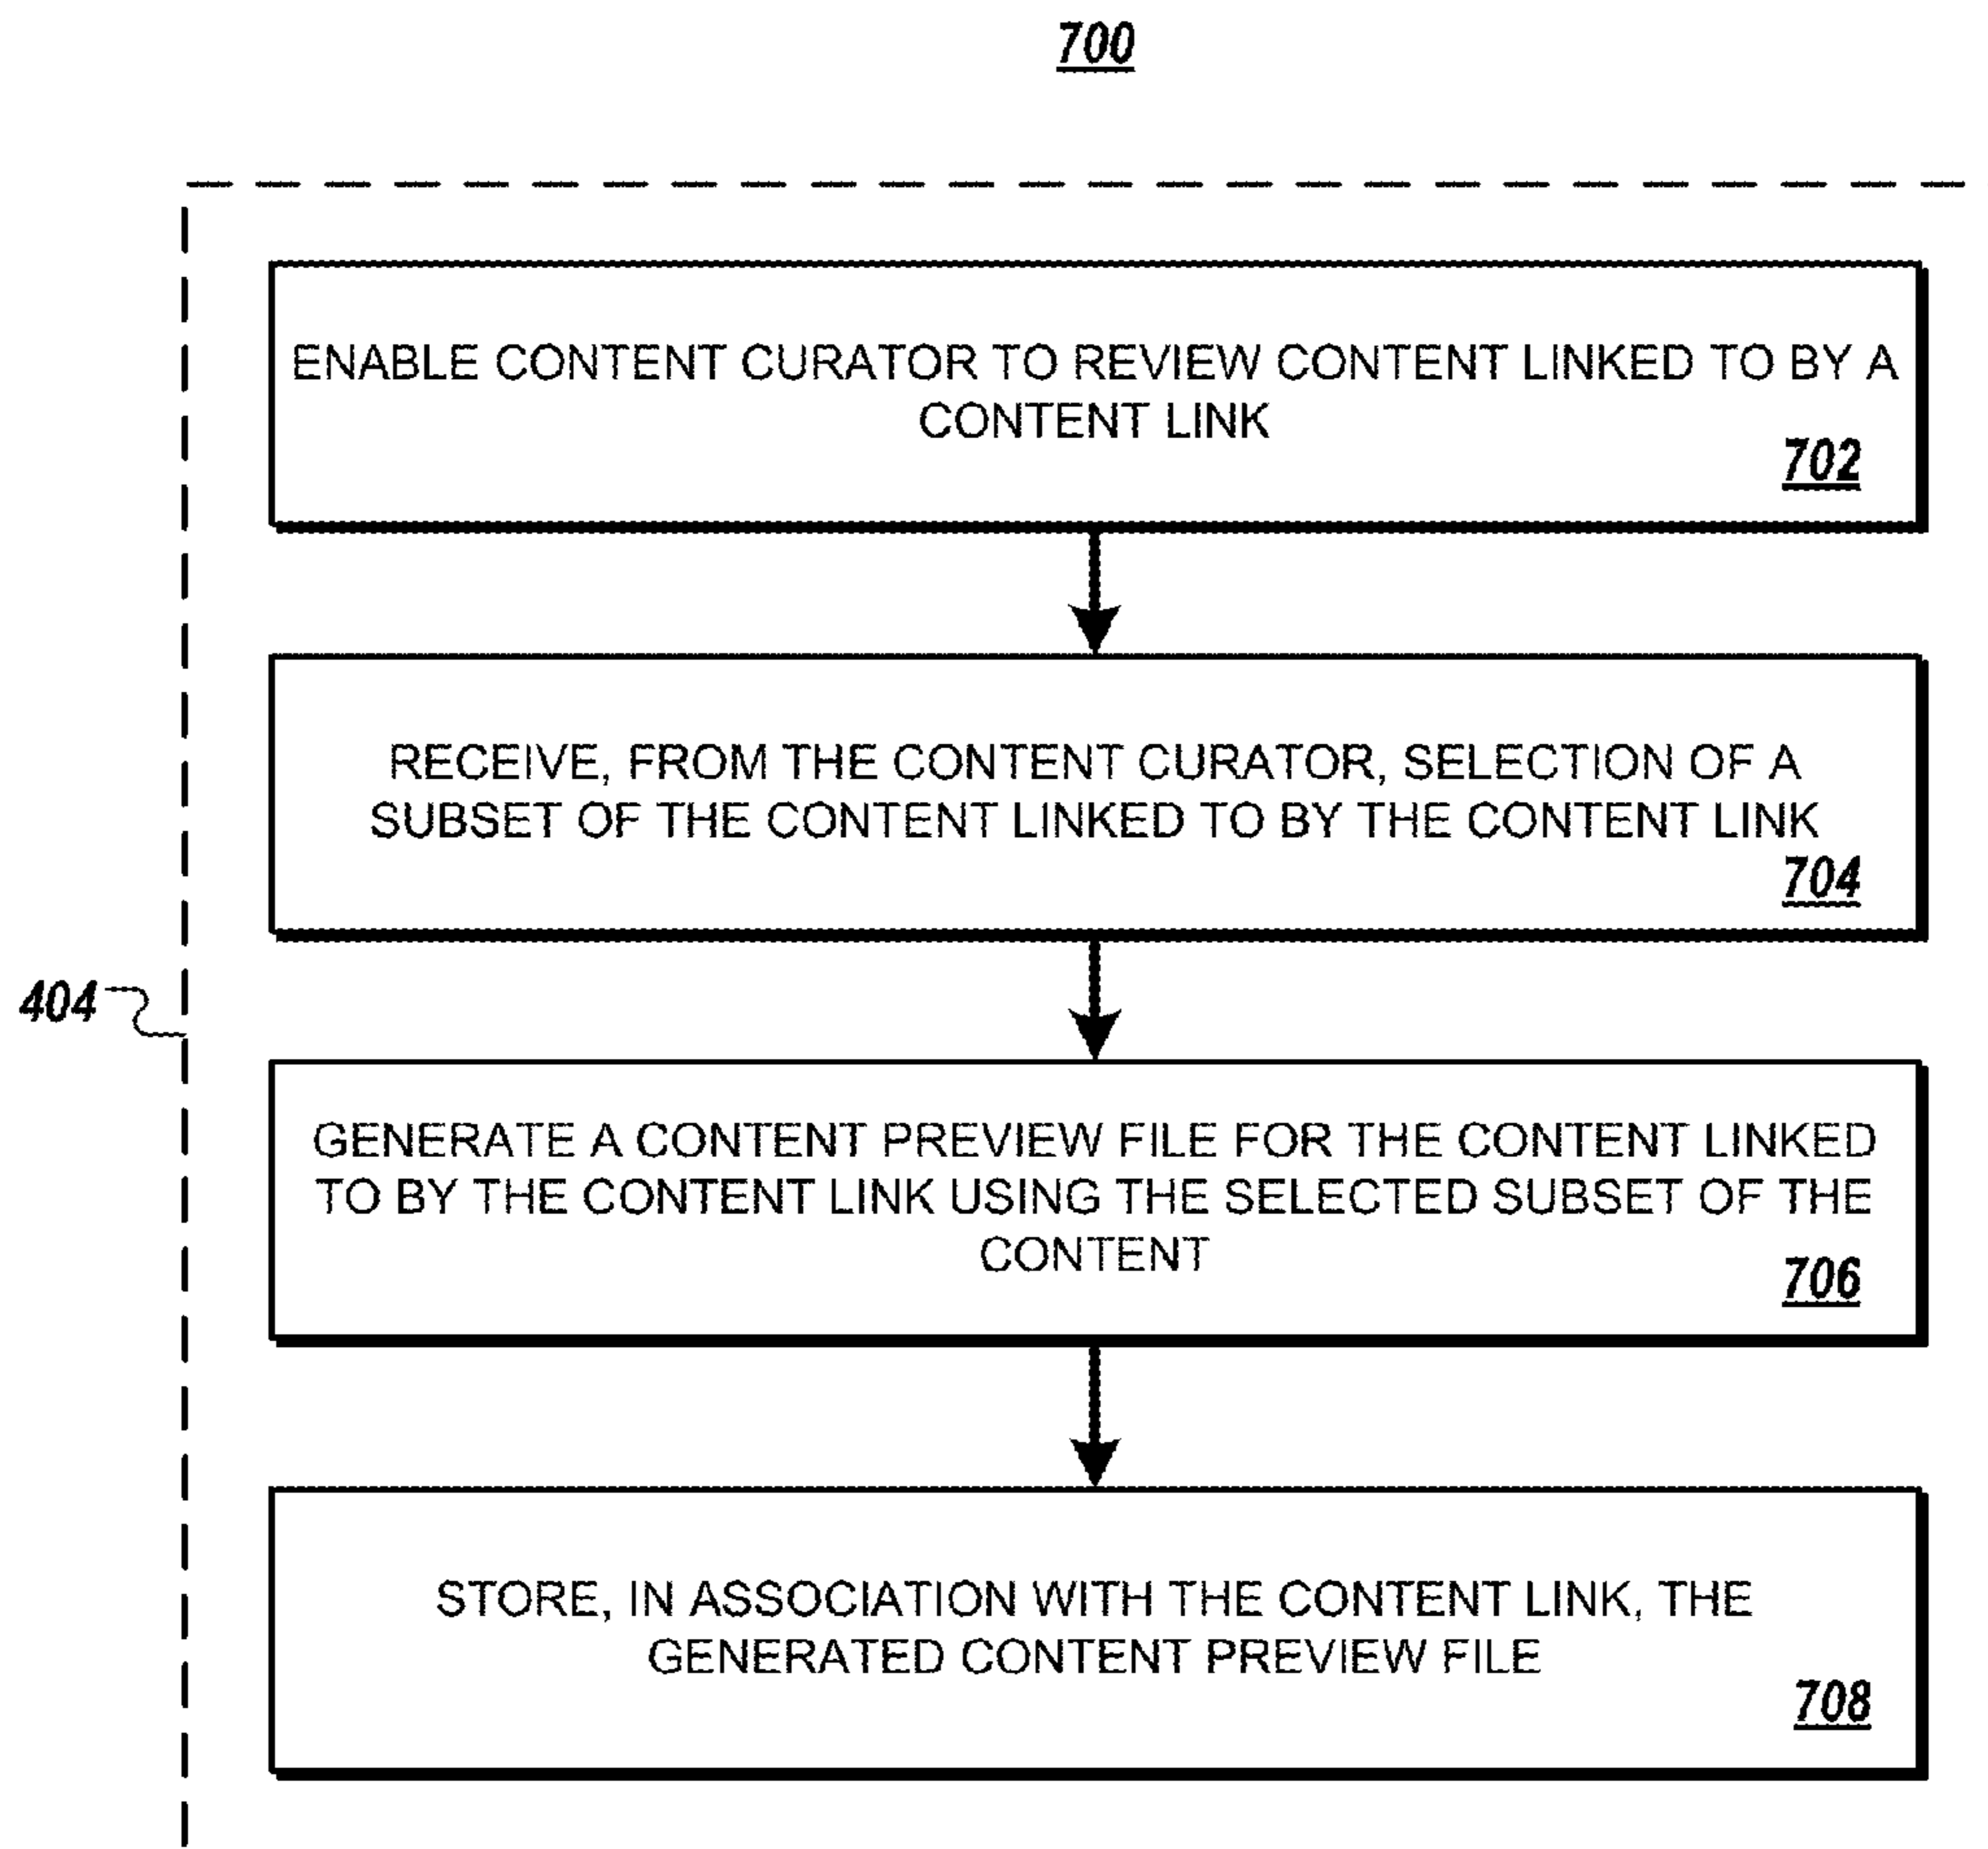 700
ENABLE CONTENT CURATOR TO REVIEW CONTENT LINKED TO BY A
CONTENT LINK
702
RECEIVE, FROM THE CONTENT CURATOR, SELECTION OF A
SUBSET OF THE CONTENT LINKED TO BY THE CONTENT LINK
704
404
GENERATE A CONTENT PREVIEW FILE FOR THE CONTENT LINKED
TO BY THE CONTENT LINK USING THE SELECTED SUBSET OF THE
CONTENT
706
STORE, IN ASSOCIATION WITH THE CONTENT LINK, THE
GENERATED CONTENT PREVIEW FILE
708